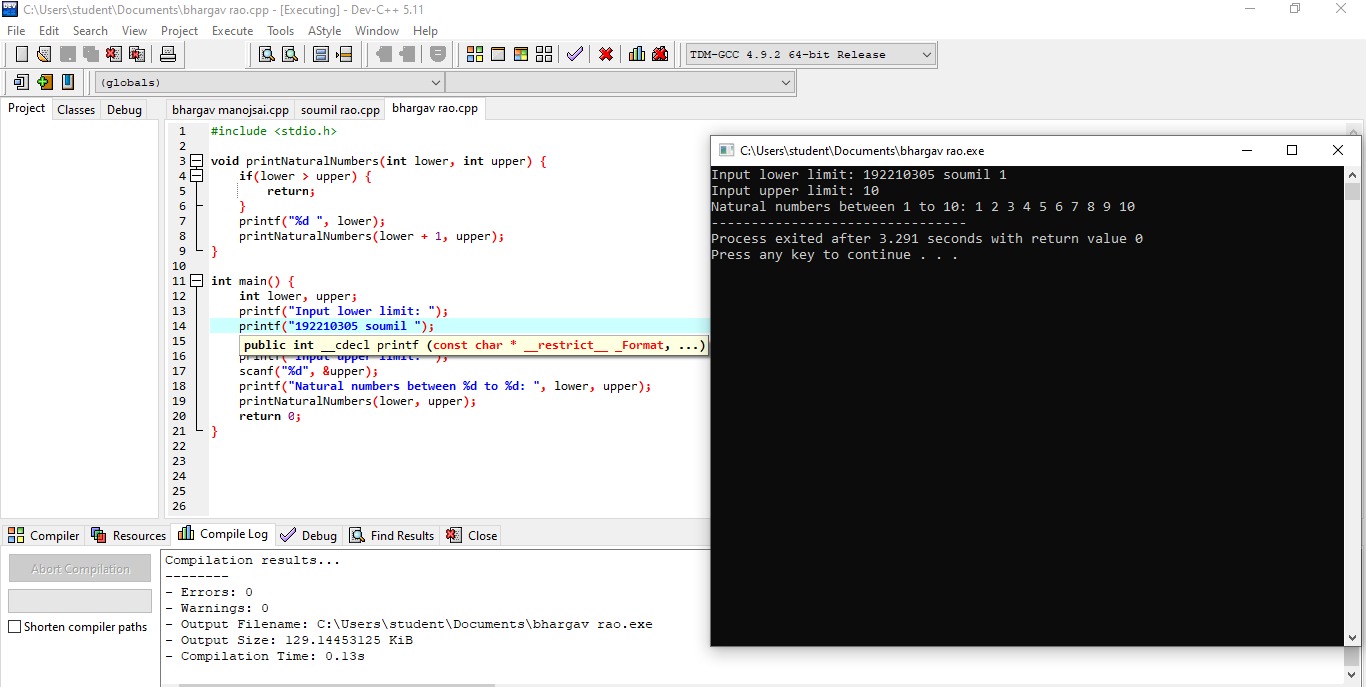 C:\Users\student\Documents\bhargav rao.cpp - [Executing] - Dev-C++ 5.11
File Edit Search View Project Execute Tools AStyle Window Help
TDM-GCC 4.9.2 64-bit Release
(globals)
Project Classes Debug
bhargav manojsai.cpp soumil rao.cpp bhargav rao.cpp
1 #include <stdio.h>
2
3 void printNaturalNumbers(int lower, int upper) {
4 if(lower > upper) {
5 return;
6 }
7 printf("%d ", lower);
8 printNaturalNumbers(lower + 1, upper);
9 }
10
11 int main() {
12 int lower, upper;
13 printf("Input lower limit: ");
14 printf("192210305 soumil ");
15 public int __cdecl printf (const char * __restrict__ _Format, ...)
16 printf("Input upper limit: ");
17 scanf("%d", &upper);
18 printf("Natural numbers between %d to %d: ", lower, upper);
19 printNaturalNumbers(lower, upper);
20 return 0;
21 }
22
23
24
25
26
C:\Users\student\Documents\bhargav rao.exe
Input lower limit: 192210305 soumil 1
Input upper limit: 10
Natural numbers between 1 to 10: 1 2 3 4 5 6 7 8 9 10
--------------------------------
Process exited after 3.291 seconds with return value 0
Press any key to continue . . .
Compiler Resources Compile Log Debug Find Results Close
Abort Compilation
Shorten compiler paths
Compilation results...
--------
- Errors: 0
- Warnings: 0
- Output Filename: C:\Users\student\Documents\bhargav rao.exe
- Output Size: 129.14453125 KiB
- Compilation Time: 0.13s